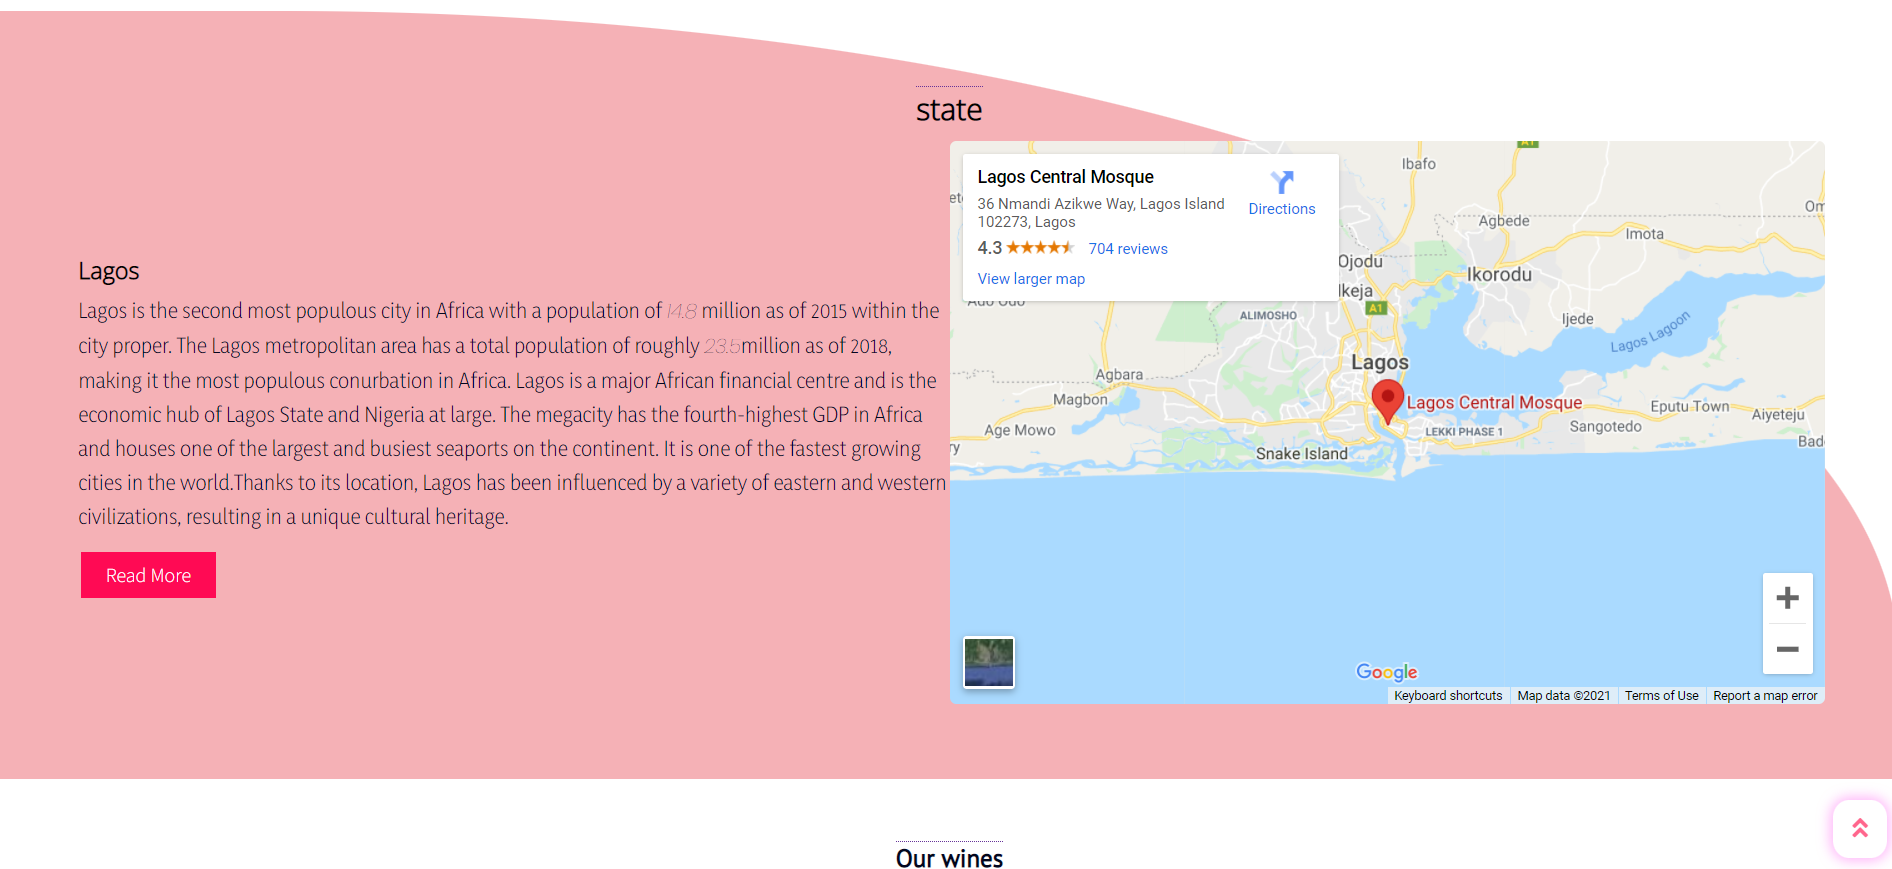 state
Lagos
Lagos is the second most populous city in Africa with a population of 14.8 million as of 2015 within the
city proper. The Lagos metropolitan area has a total population of roughly 23.5million as of 2018,
making it the most populous conurbation in Africa. Lagos is a major African financial centre and is the
economic hub of Lagos State and Nigeria at large. The megacity has the fourth-highest GDP in Africa
and houses one of the largest and busiest seaports on the continent. It is one of the fastest growing
cities in the world.Thanks to its location, Lagos has been influenced by a variety of eastern and western
civilizations, resulting in a unique cultural heritage.
Read More
Lagos Central Mosque
36 Nmandi Azikwe Way, Lagos Island
102273, Lagos
4.3 704 reviews
View larger map
Directions
A1
Ibafo
Agbede
Imota
Om
Ojodu
Ikorodu
Ikeja
A1
ALIMOSHO
Ijede
Lagos Lagoon
Lagos
Agbara
Magbon
Lagos Central Mosque
Eputu Town
Aiyeteju
Age Mowo
LEKKI PHASE 1
Sangotedo
Bad
Snake Island
Google
Keyboard shortcuts
Map data ©2021
Terms of Use
Report a map error
Our wines